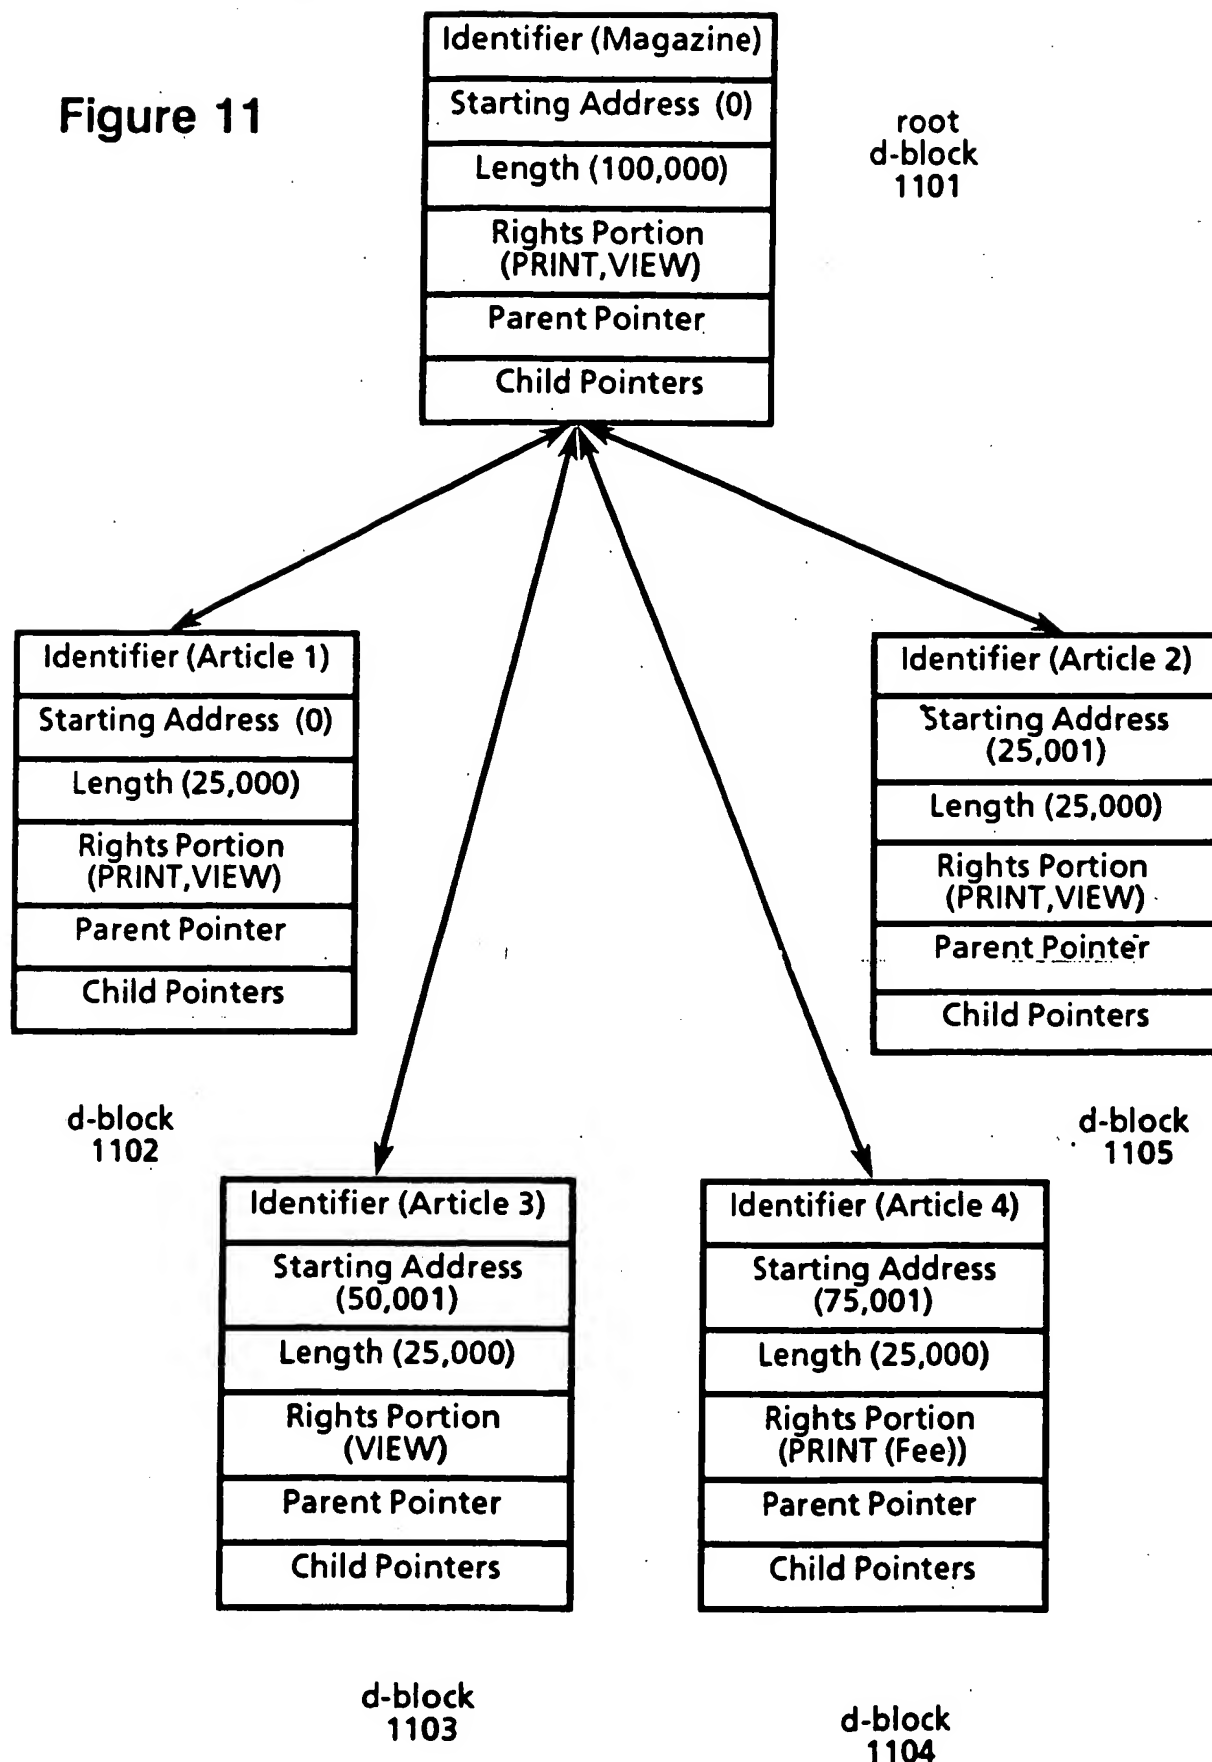 Figure 11
Identifier (Magazine)
Starting Address (0)
Length (100,000)
Rights Portion
(PRINT,VIEW)
Parent Pointer
Child Pointers
root
d-block
1101
Identifier (Article 1)
Starting Address (0)
Length (25,000)
Rights Portion
(PRINT,VIEW)
Parent Pointer
Child Pointers
d-block
1102
Identifier (Article 2)
Starting Address
(25,001)
Length (25,000)
Rights Portion
(PRINT,VIEW)
Parent Pointer
Child Pointers
d-block
1105
Identifier (Article 3)
Starting Address
(50,001)
Length (25,000)
Rights Portion
(VIEW)
Parent Pointer
Child Pointers
d-block
1103
Identifier (Article 4)
Starting Address
(75,001)
Length (25,000)
Rights Portion
(PRINT (Fee))
Parent Pointer
Child Pointers
d-block
1104